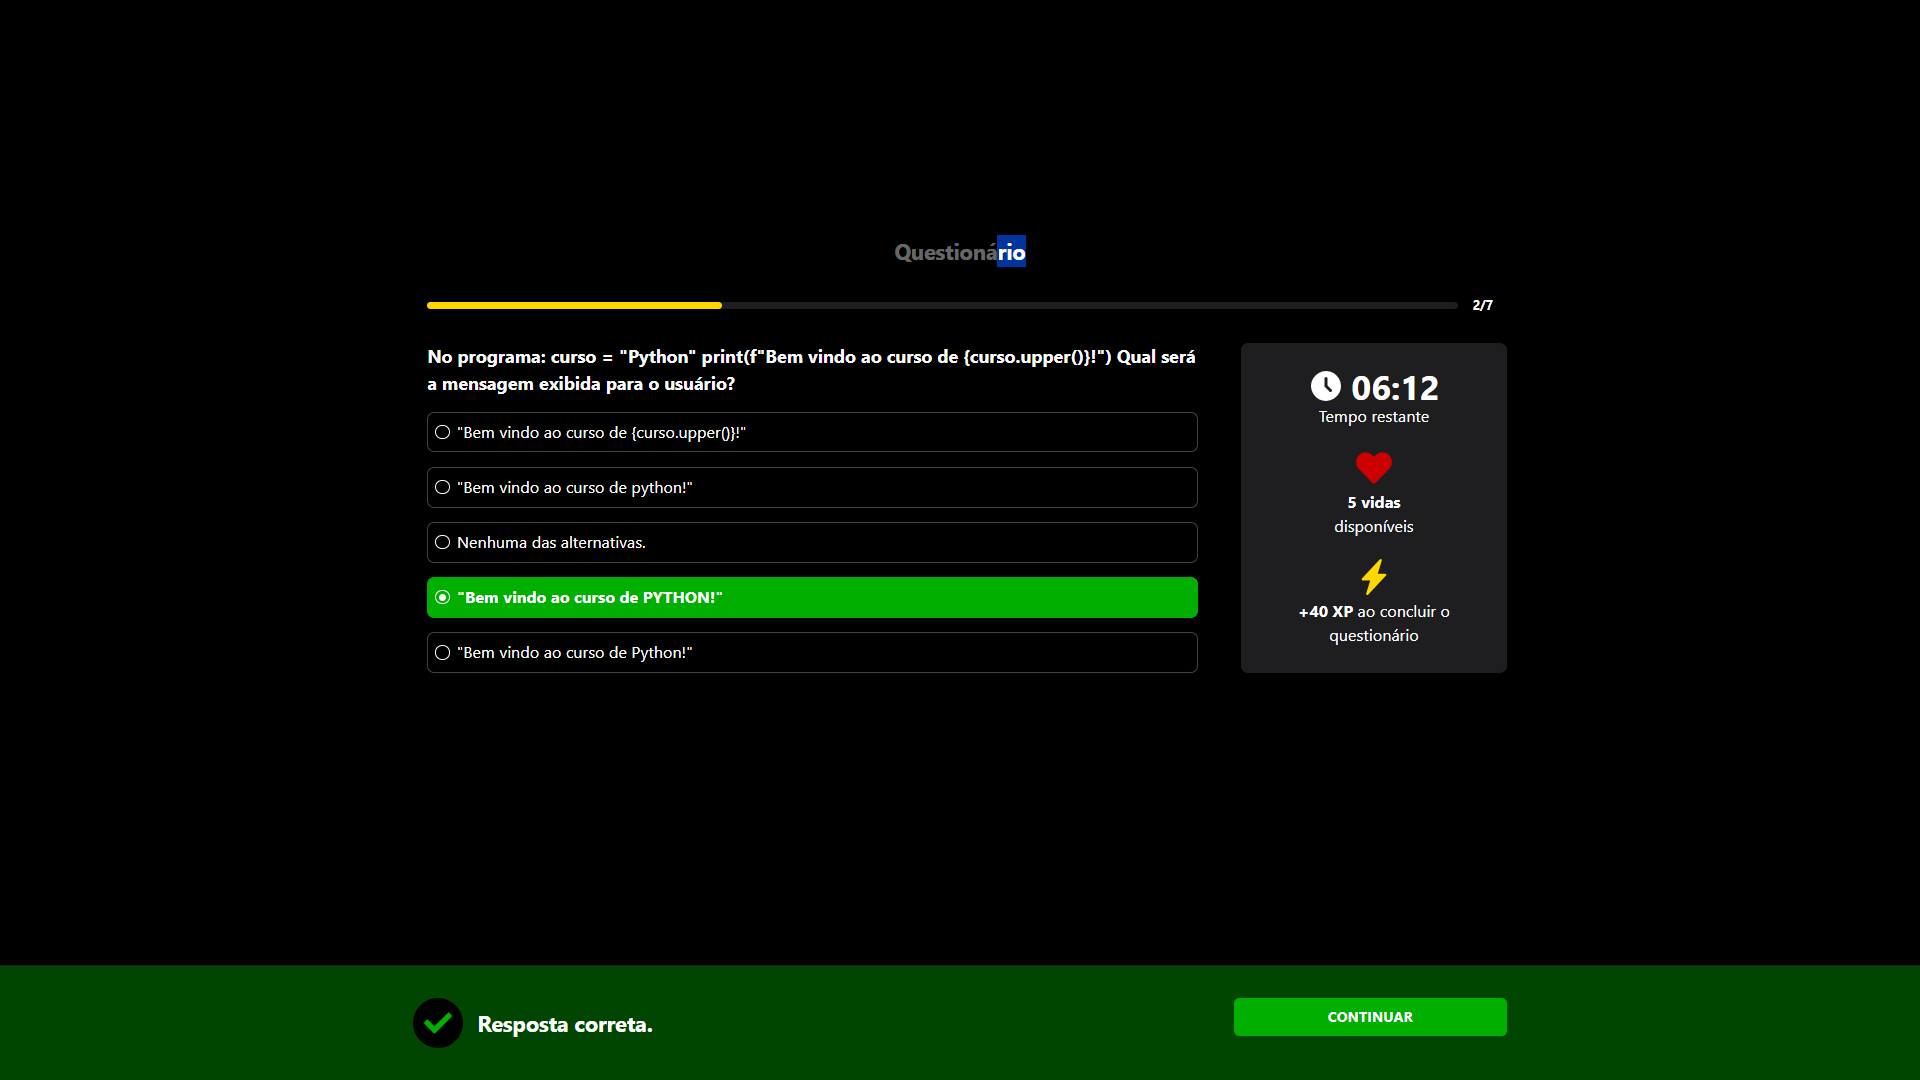 Questionário
2/7
No programa: curso = "Python" print(f"Bem vindo ao curso de {curso.upper()}!") Qual será
a mensagem exibida para o usuário?
"Bem vindo ao curso de {curso.upper()}!"
"Bem vindo ao curso de python!"
Nenhuma das alternativas.
"Bem vindo ao curso de PYTHON!"
"Bem vindo ao curso de Python!"
06:12
Tempo restante
5 vidas
disponíveis
+40 XP ao concluir o
questionário
Resposta correta.
CONTINUAR